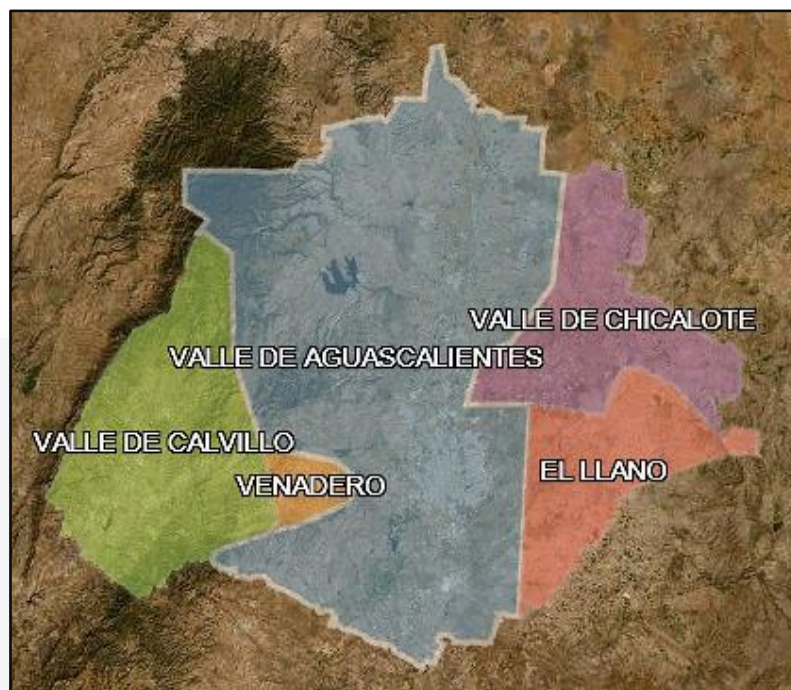 VALLE DE CHICALOTE
VALLE DE AGUASCALIENTES
VALLE DE CALVILLO
EL LLANO
VENADERO